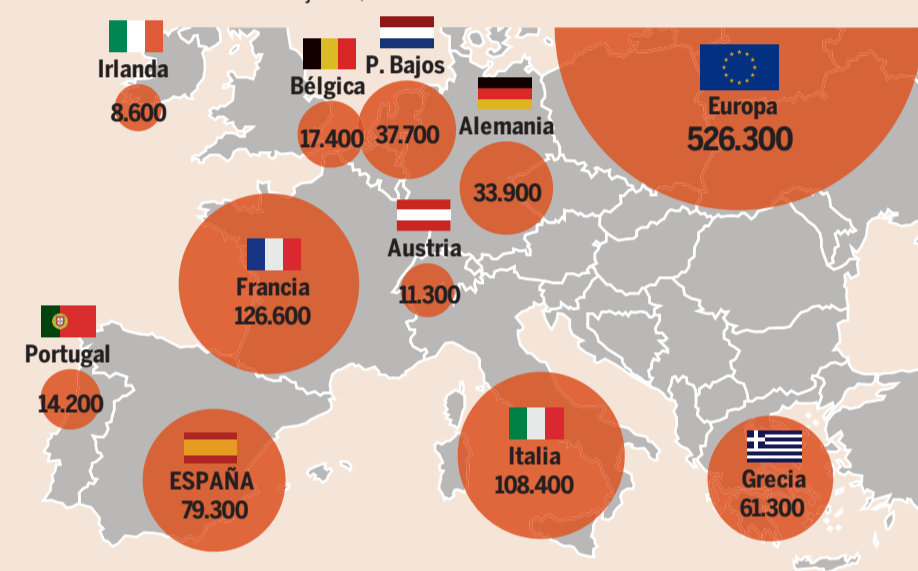 Irlanda
8.600
Bélgica
17.400
P. Bajos
37.700
Alemania
33.900
Europa
526.300
Francia
126.600
Austria
11.300
Portugal
14.200
ESPAÑA
79.300
Italia
108.400
Grecia
61.300